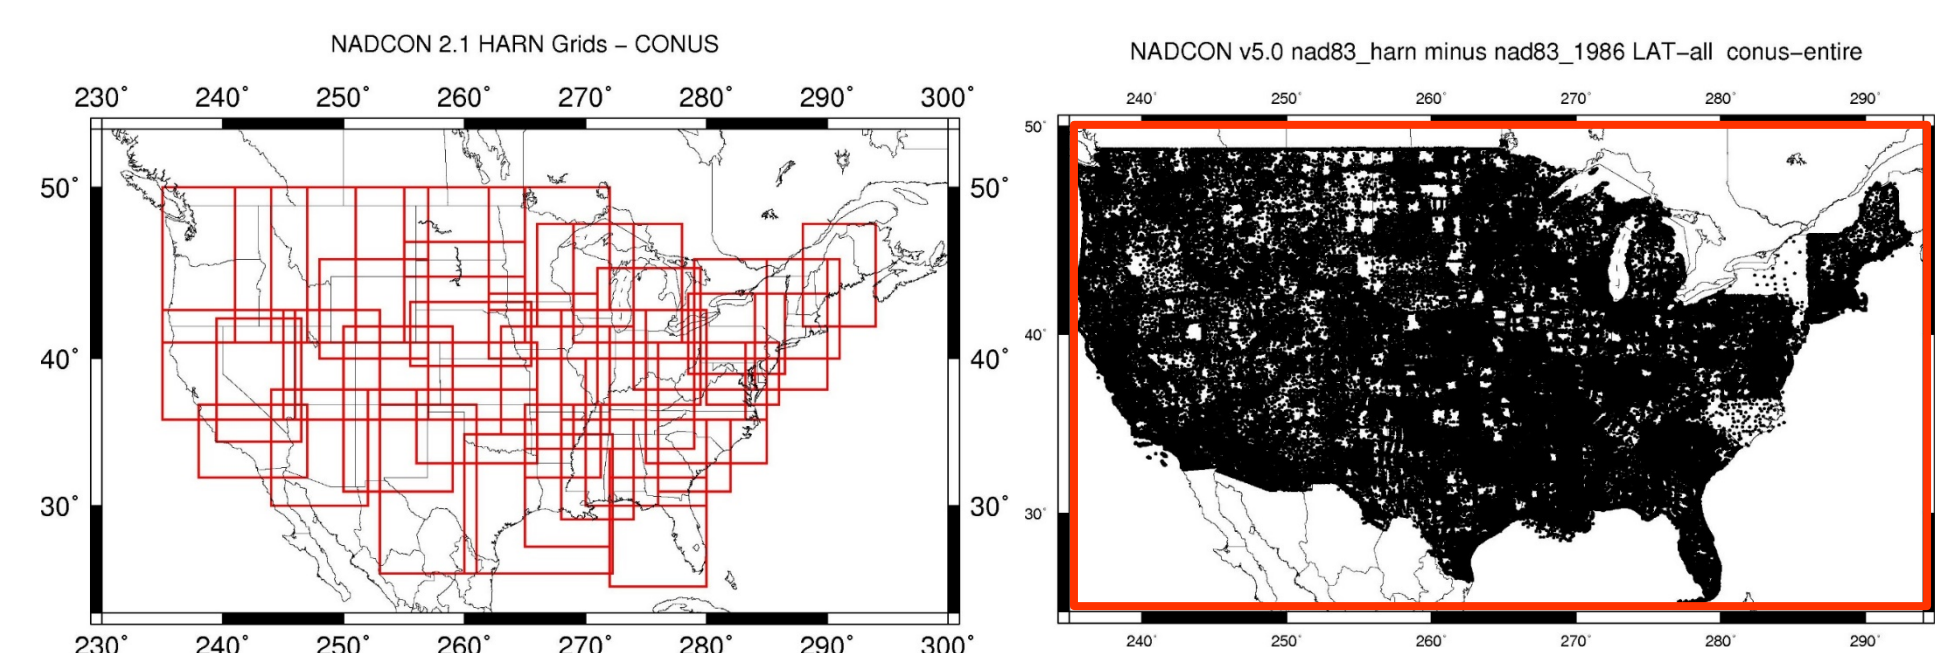 NADCON 2.1 HARN Grids − CONUS
230˚ 240˚ 250˚ 260˚ 270˚ 280˚ 290˚ 300˚
50˚ 50˚
40˚ 40˚
30˚ 30˚
230˚ 240˚ 250˚ 260˚ 270˚ 280˚ 290˚ 300˚
NADCON v5.0 nad83_harn minus nad83_1986 LAT−all conus−entire
240˚ 250˚ 260˚ 270˚ 280˚ 290˚
50˚
40˚
30˚
240˚ 250˚ 260˚ 270˚ 280˚ 290˚